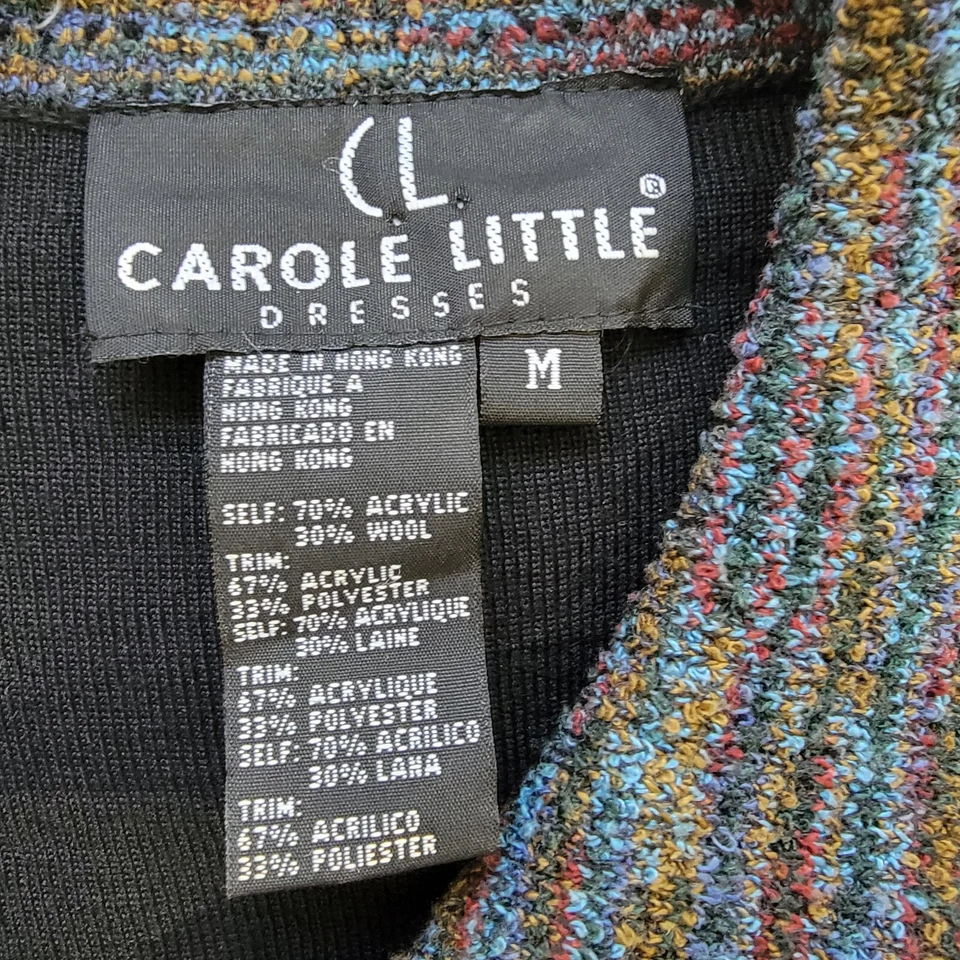 CL
CAROLE LITTLE®
DRESSES
M
MADE IN HONG KONG
FABRIQUE A
HONG KONG
FABRICADO EN
HONG KONG
SELF: 70% ACRYLIC
30% WOOL
TRIM:
67% ACRYLIC
33% POLYESTER
SELF: 70% ACRYLIQUE
30% LAINE
TRIM:
67% ACRYLIQUE
33% POLYESTER
SELF: 70% ACRILICO
30% LANA
TRIM:
67% ACRILICO
33% POLIESTER